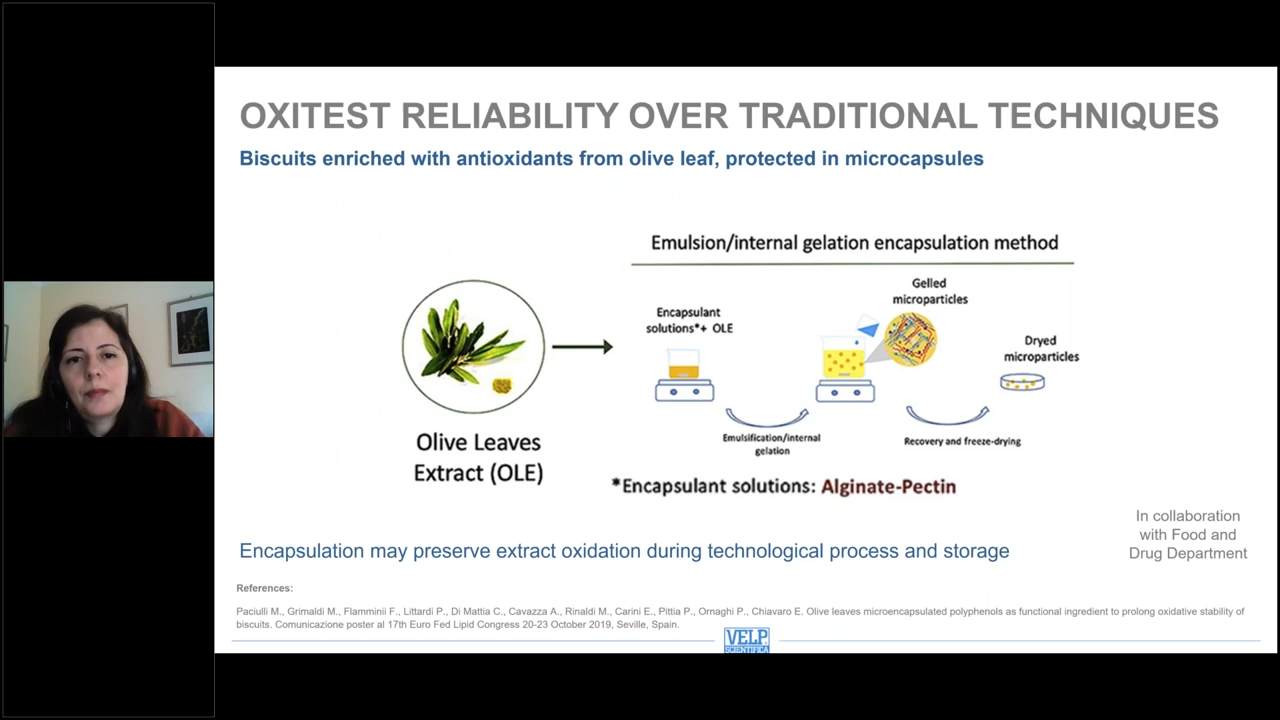 OXITEST RELIABILITY OVER TRADITIONAL TECHNIQUES
Biscuits enriched with antioxidants from olive leaf, protected in microcapsules
Emulsion/internal gelation encapsulation method
Encapsulant
solutions*+ OLE
Gelled
microparticles
Dryed
microparticles
Emulsification/internal
gelation
Recovery and freeze-drying
Olive Leaves
Extract (OLE)
*Encapsulant solutions: Alginate-Pectin
In collaboration
with Food and
Drug Department
Encapsulation may preserve extract oxidation during technological process and storage
References:
Paciulli M., Grimaldi M., Flamminii F., Littardi P., Di Mattia C., Cavazza A., Rinaldi M., Carini E., Pittia P., Ornaghi P., Chiavaro E. Olive leaves microencapsulated polyphenols as functional ingredient to prolong oxidative stability of
biscuits. Comunicazione poster al 17th Euro Fed Lipid Congress 20-23 October 2019, Seville, Spain.
VELP
SCIENTIFICA